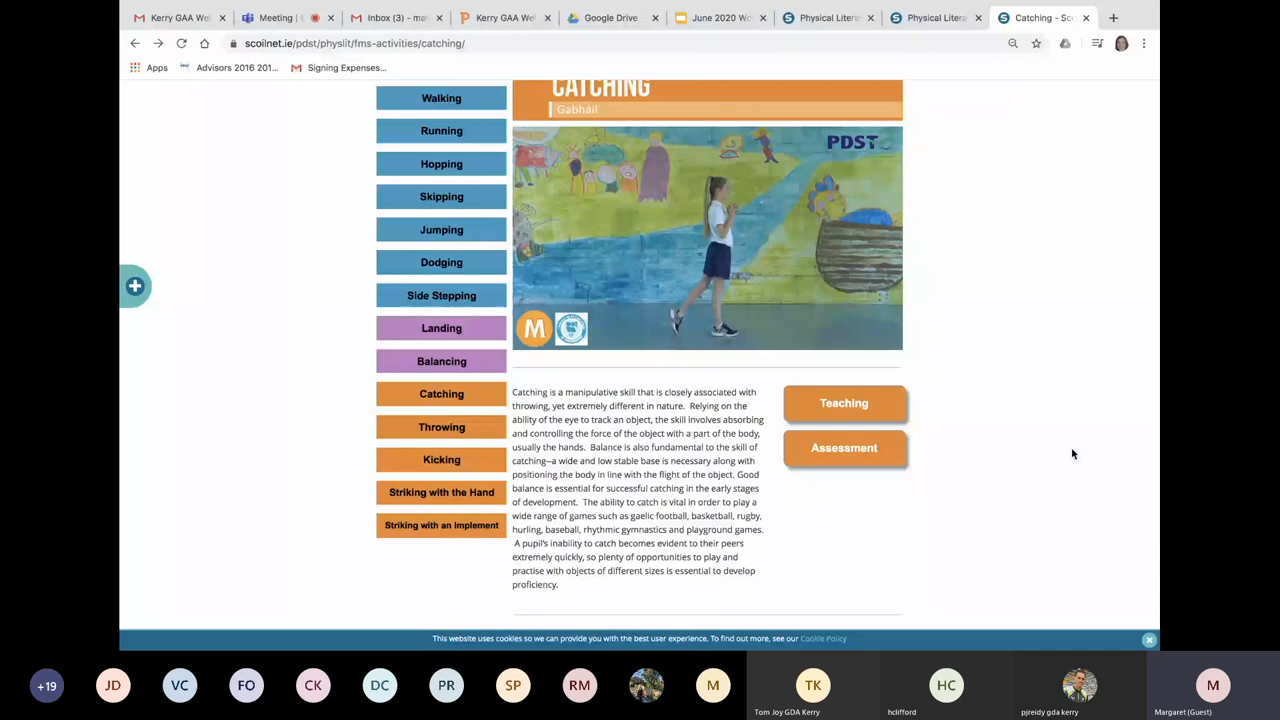 Kerry GAA We
Meeting |
Inbox (3) - ma
Kerry GAA We
Google Drive
June 2020 Wo
Physical Litera
Physical Litera
Catching - Sco
scoilnet.ie/pdst/physlit/fms-activities/catching/
Apps
Advisors 2016 201...
Signing Expenses...
Walking
Running
Hopping
Skipping
Jumping
Dodging
Side Stepping
Landing
Balancing
Catching
Throwing
Kicking
Striking with the Hand
Striking with an Implement
CATCHING
Gabháil
PDST
M
Catching is a manipulative skill that is closely associated with
throwing, yet extremely different in nature. Relying on the
ability of the eye to track an object, the skill involves absorbing
and controlling the force of the object with a part of the body,
usually the hands. Balance is also fundamental to the skill of
catching–a wide and low stable base is necessary along with
positioning the body in line with the flight of the object. Good
balance is essential for successful catching in the early stages
of development. The ability to catch is vital in order to play a
wide range of games such as gaelic football, basketball, rugby,
hurling, baseball, rhythmic gymnastics and playground games.
A pupil's inability to catch becomes evident to their peers
extremely quickly, so plenty of opportunities to play and
practise with objects of different sizes is essential to develop
proficiency.
Teaching
Assessment
This website uses cookies so we can provide you with the best user experience. To find out more, see our Cookie Policy
+19
JD
VC
FO
CK
DC
PR
SP
RM
M
TK
Tom Joy GDA Kerry
HC
hclifford
pjreidy gda kerry
M
Margaret (Guest)